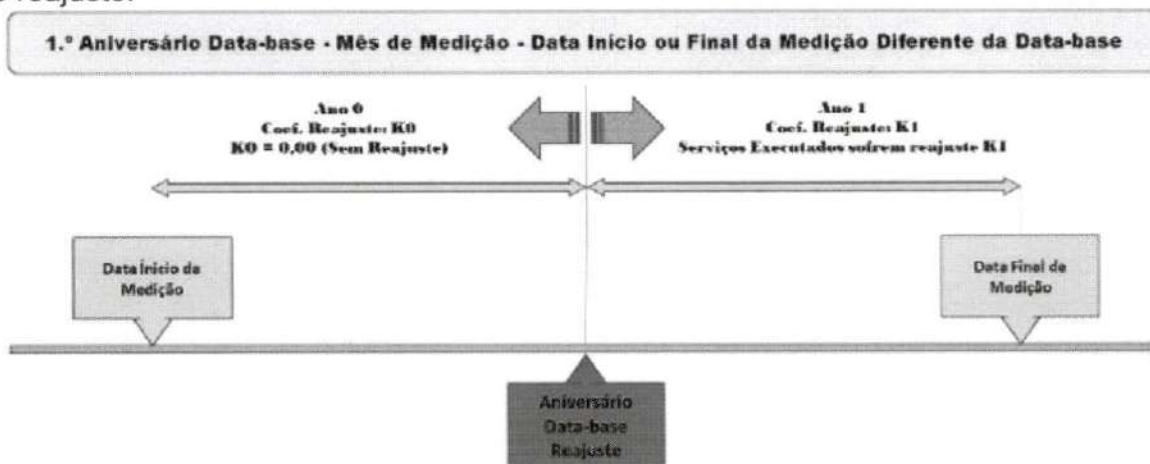 reajuste.
1.º Aniversário Data-base - Mês de Medição - Data Início ou Final da Medição Diferente da Data-base
Ano 0
Coef. Reajuste: K0
K0 = 0,00 (Sem Reajuste)
Ano 1
Coef. Reajuste: K1
Serviços Executados sofrem reajuste K1
Data Ínicio da
Medição
Data Final de
Medição
Aniversário
Data-base
Reajuste